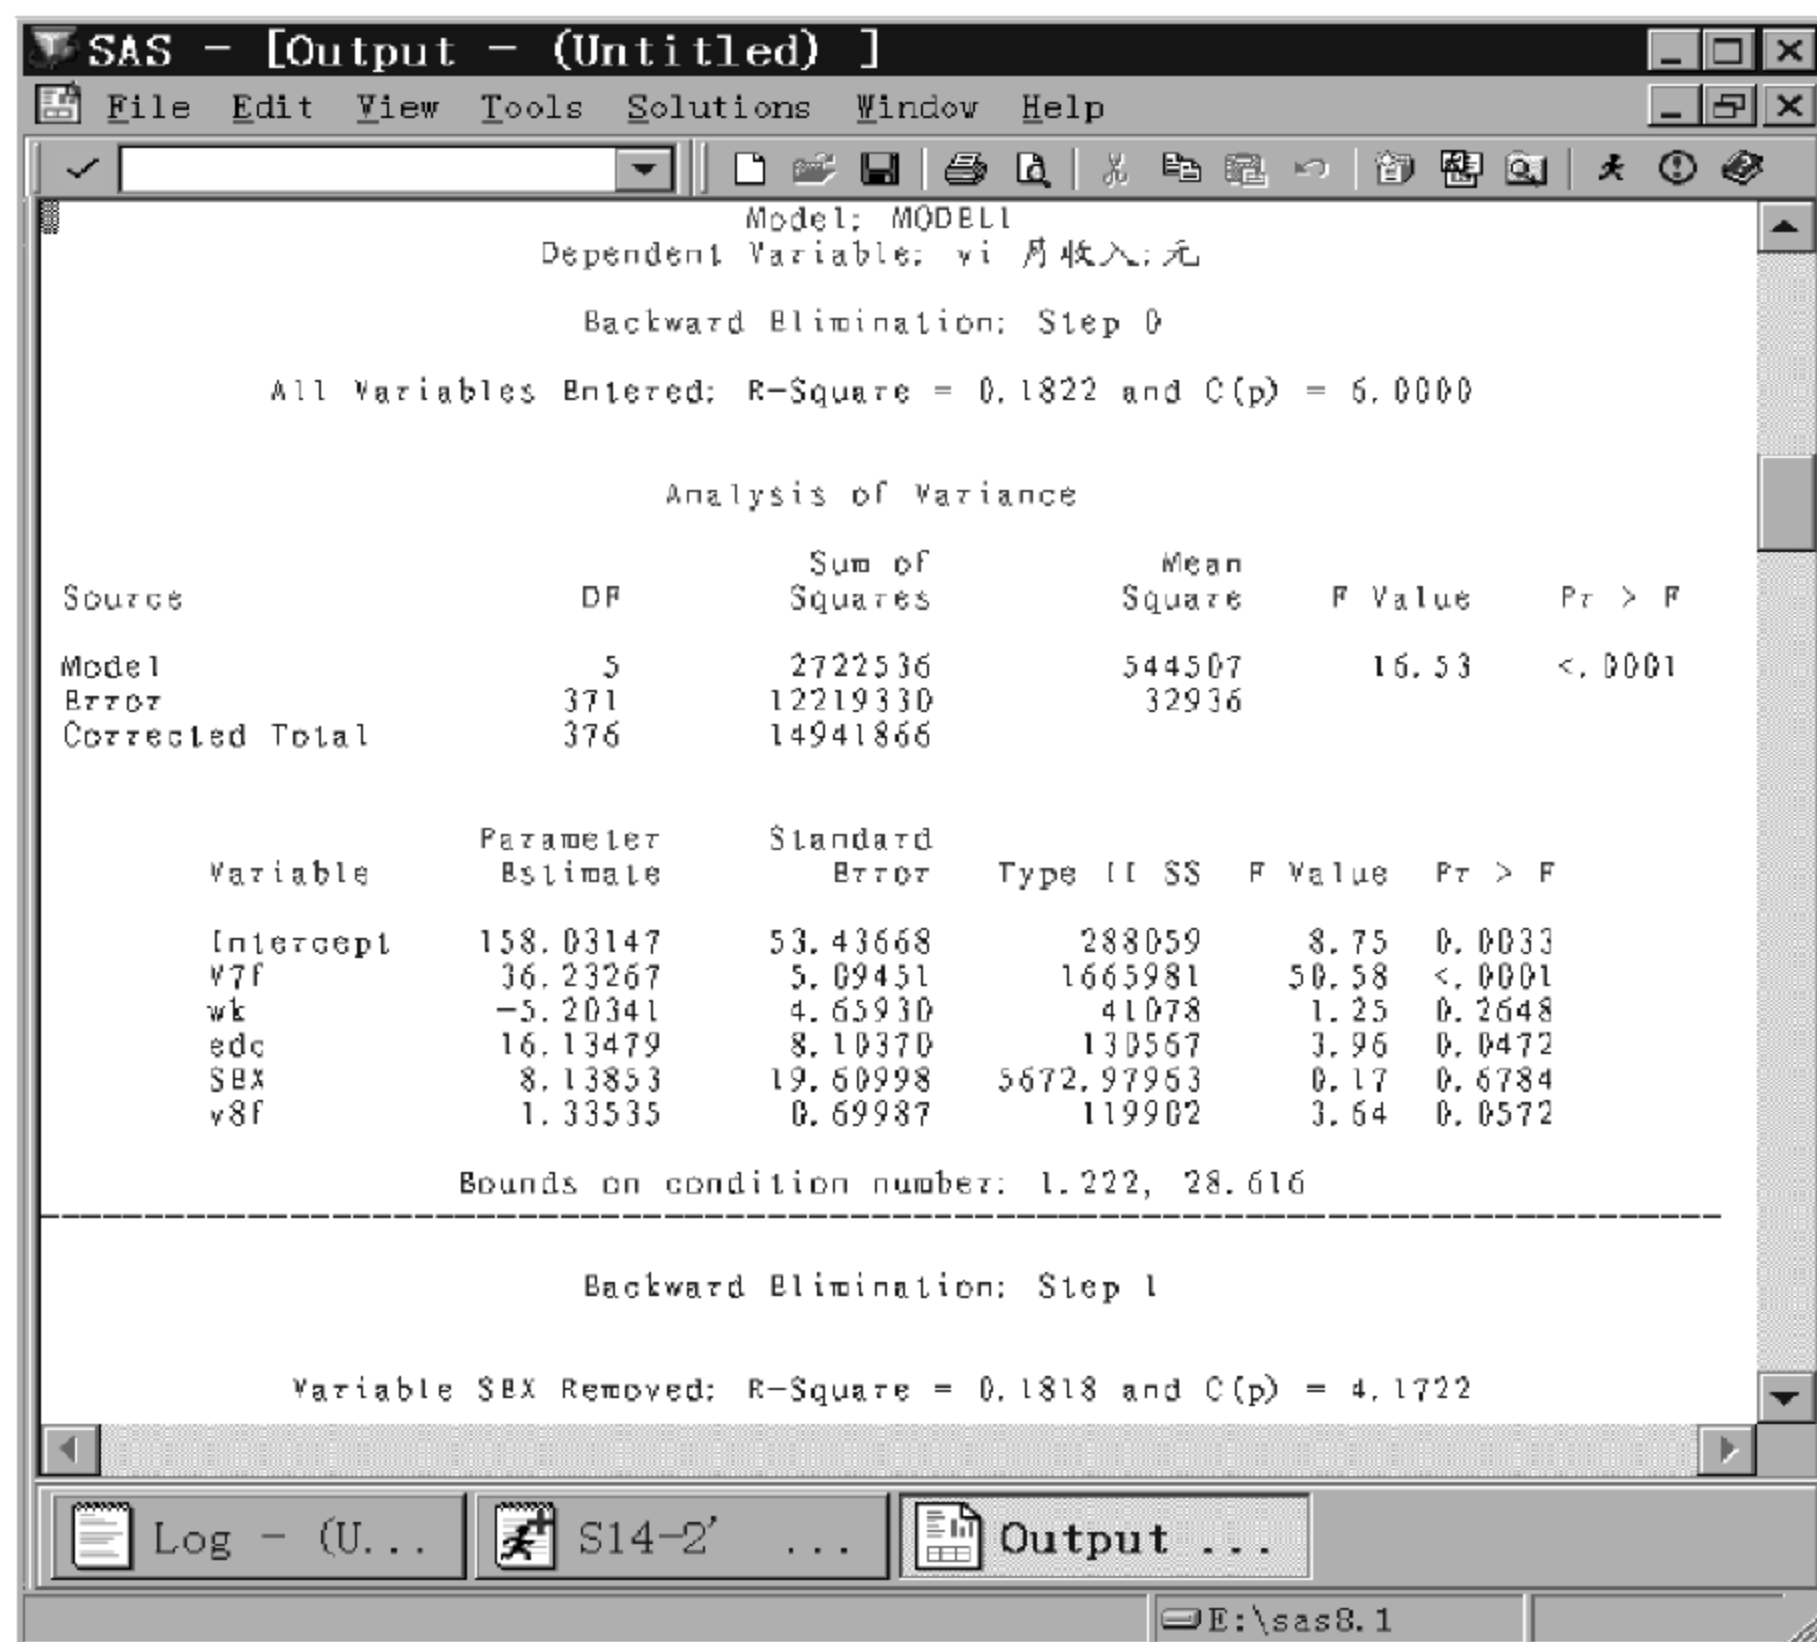 SAS - [Output - (Untitled) ]
File Edit View Tools Solutions Window Help
Model: MODEL1
Dependent Variable: vi 月收入:元
Backward Elimination: Step 0
All Variables Entered: R-Square = 0.1822 and C(p) = 6.0000
Analysis of Variance
Sum of Mean
Source DF Squares Square F Value Pr > F
Model 5 2722536 544507 16.53 <.0001
Error 371 12219330 32936
Corrected Total 376 14941866
Parameter Standard
Variable Estimate Error Type II SS F Value Pr > F
Intercept 158.03147 53.43668 288059 8.75 0.0033
V7f 36.23267 5.09451 1665981 50.58 <.0001
wk -5.20341 4.65930 41078 1.25 0.2648
edc 16.13479 8.10370 130567 3.96 0.0472
SEX 8.13853 19.60998 5672.97963 0.17 0.6784
v8f 1.33535 0.69987 119902 3.64 0.0572
Bounds on condition number: 1.222, 28.616
Backward Elimination: Step 1
Variable SEX Removed: R-Square = 0.1818 and C(p) = 4.1722
Log - (U... S14-2' ... Output ...
E:\sas8.1